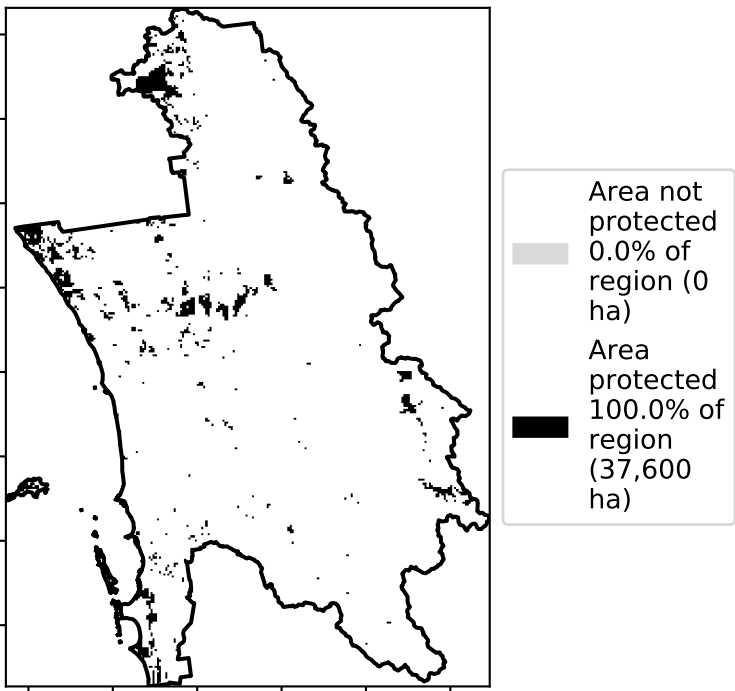 Area not
protected
0.0% of
region (0
ha)
Area
protected
100.0% of
region
(37,600
ha)